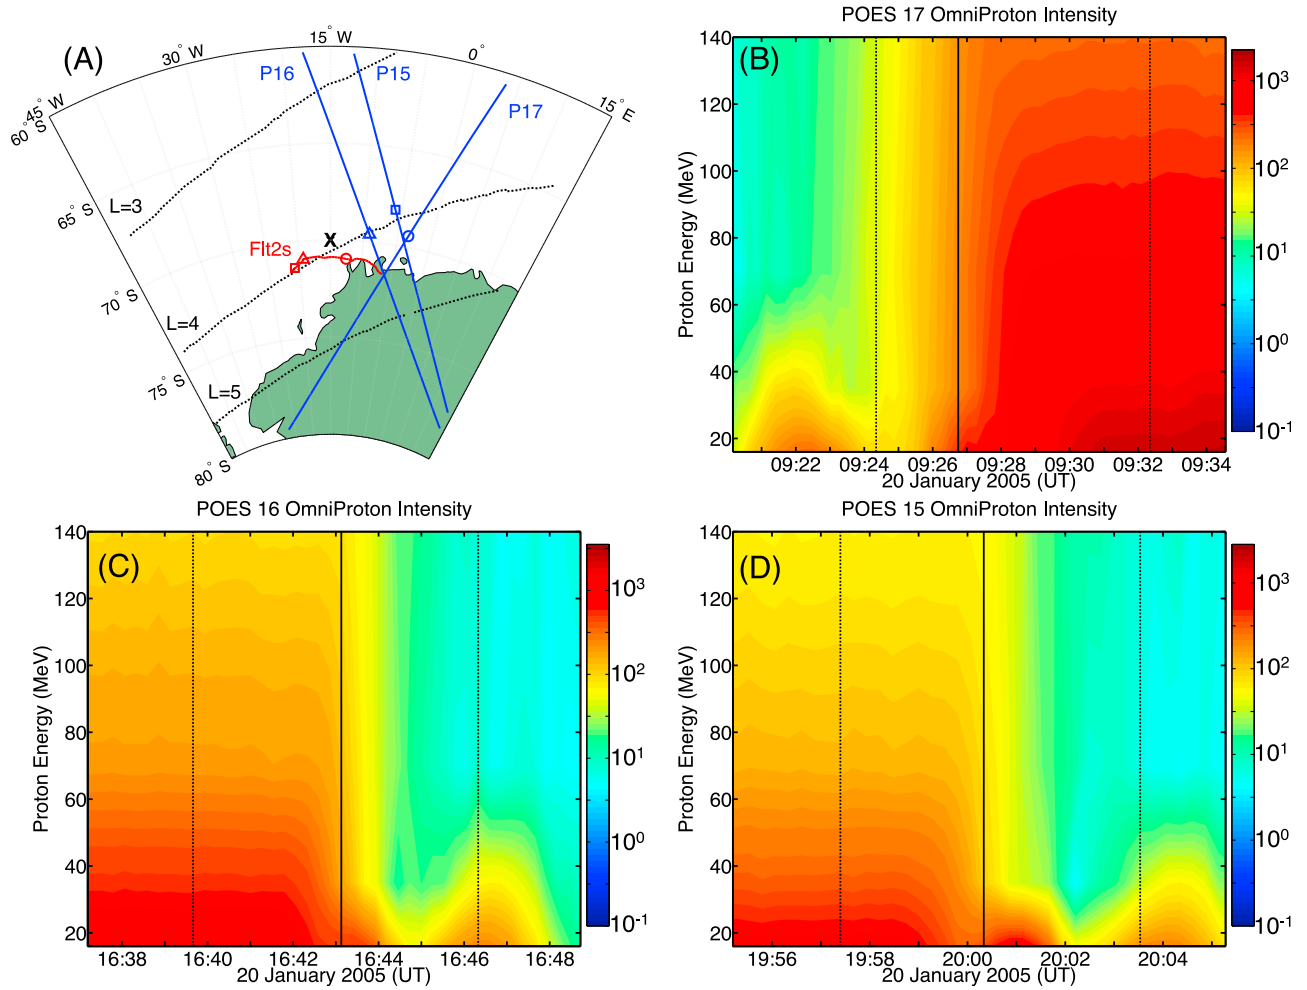 (A)
45° W
30° W
15° W
0°
15° E
60° S
65° S
70° S
75° S
80° S
P16
P15
P17
L=3
L=4
L=5
Flt2s
X
POES 17 OmniProton Intensity
(B)
Proton Energy (MeV)
140
120
100
80
60
40
20
09:22
09:24
09:26
09:28
09:30
09:32
09:34
20 January 2005 (UT)
10³
10²
10¹
10⁰
10⁻¹
POES 16 OmniProton Intensity
(C)
Proton Energy (MeV)
140
120
100
80
60
40
20
16:38
16:40
16:42
16:44
16:46
16:48
20 January 2005 (UT)
10³
10²
10¹
10⁰
10⁻¹
POES 15 OmniProton Intensity
(D)
Proton Energy (MeV)
140
120
100
80
60
40
20
19:56
19:58
20:00
20:02
20:04
20 January 2005 (UT)
10³
10²
10¹
10⁰
10⁻¹